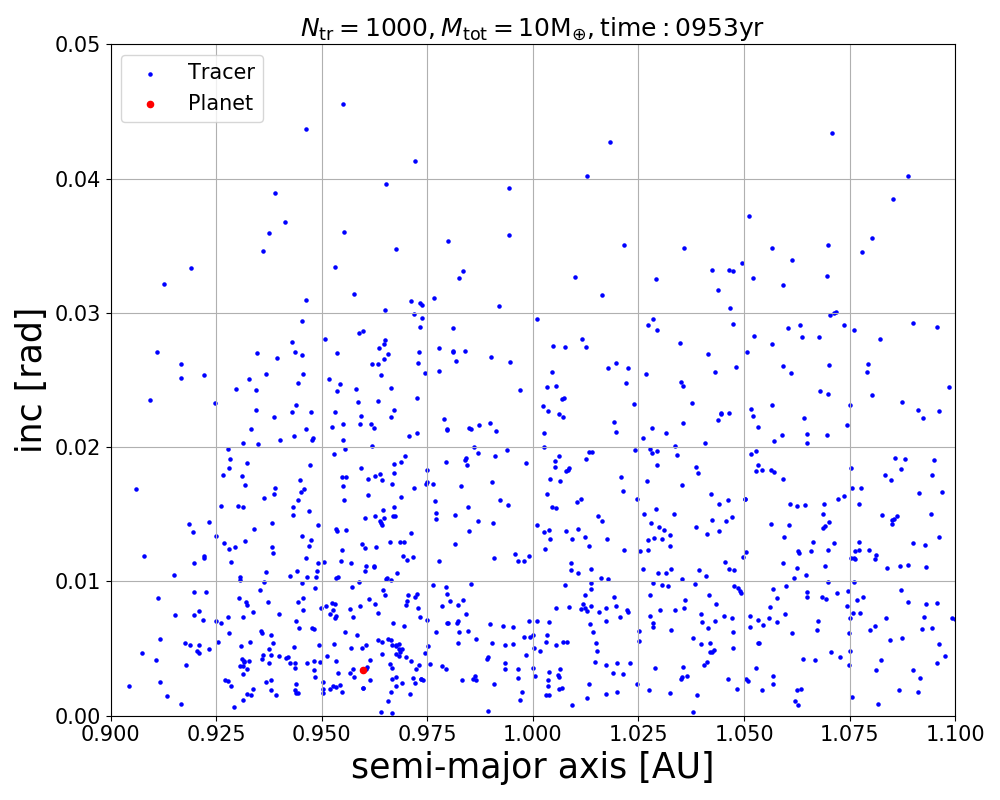 N_tr = 1000, M_tot = 10M_⊕, time : 0953yr
Tracer
Planet
inc [rad]
0.05
0.04
0.03
0.02
0.01
0.00
0.900 0.925 0.950 0.975 1.000 1.025 1.050 1.075 1.100
semi-major axis [AU]